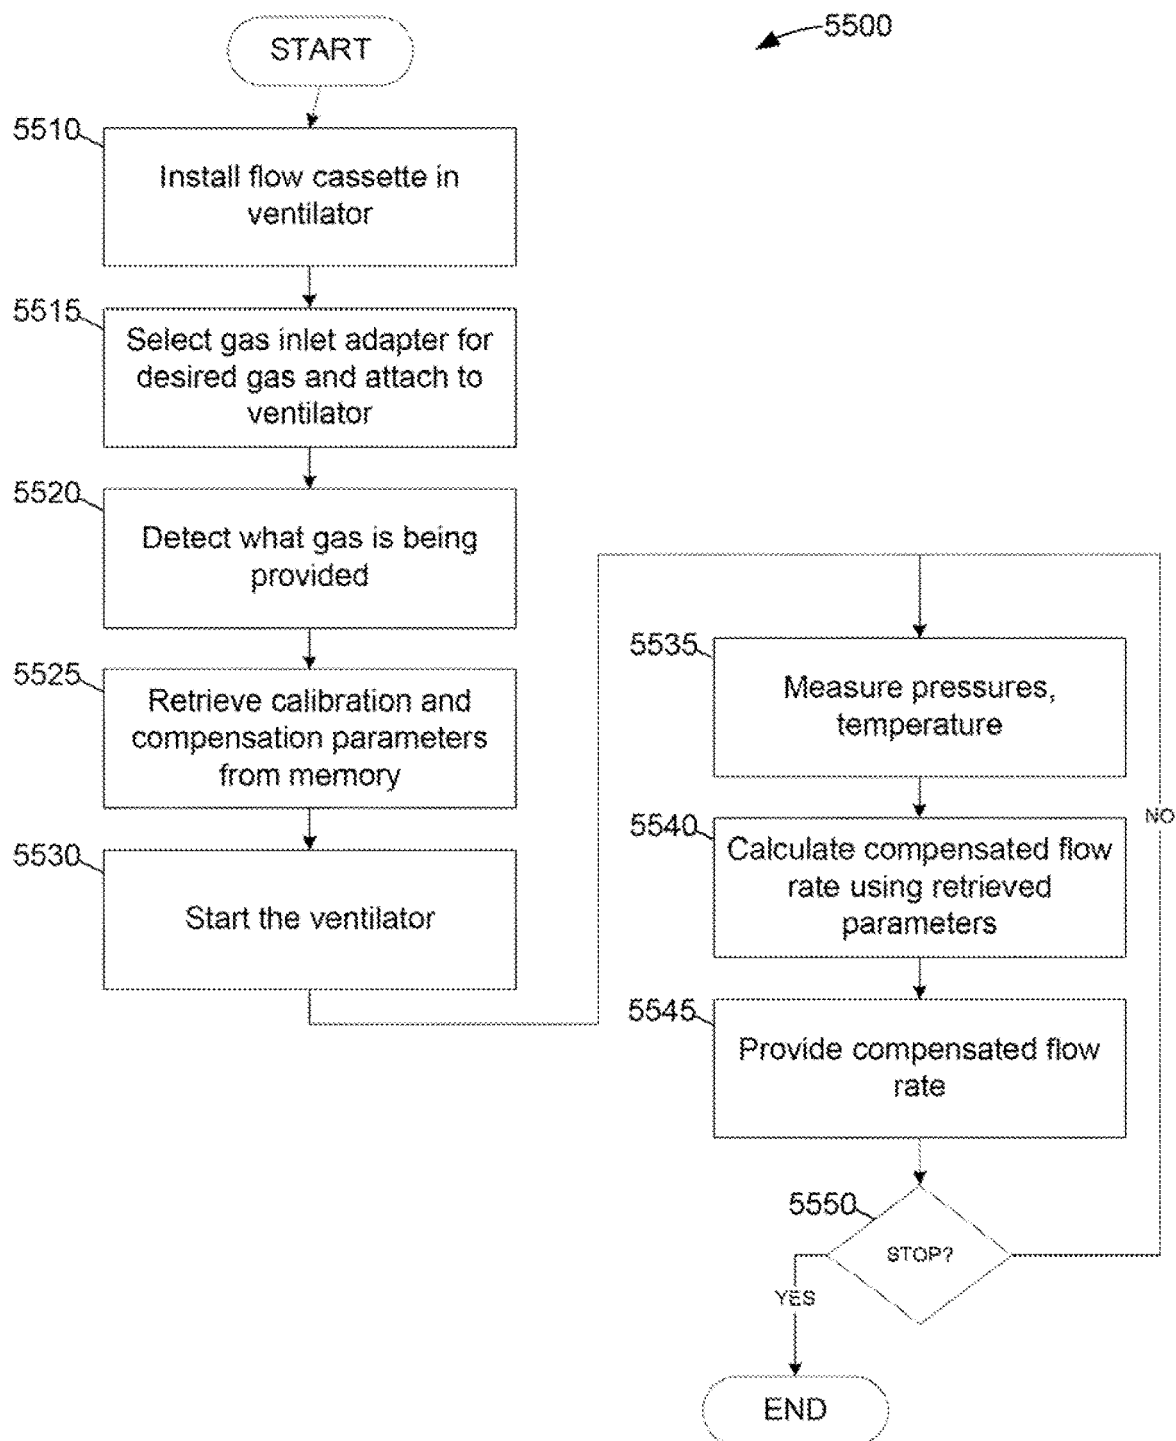 START
5500
5510
Install flow cassette in
ventilator
5515
Select gas inlet adapter for
desired gas and attach to
ventilator
5520
Detect what gas is being
provided
5525
Retrieve calibration and
compensation parameters
from memory
5530
Start the ventilator
5535
Measure pressures,
temperature
5540
Calculate compensated flow
rate using retrieved
parameters
NO
5545
Provide compensated flow
rate
5550
STOP?
YES
END